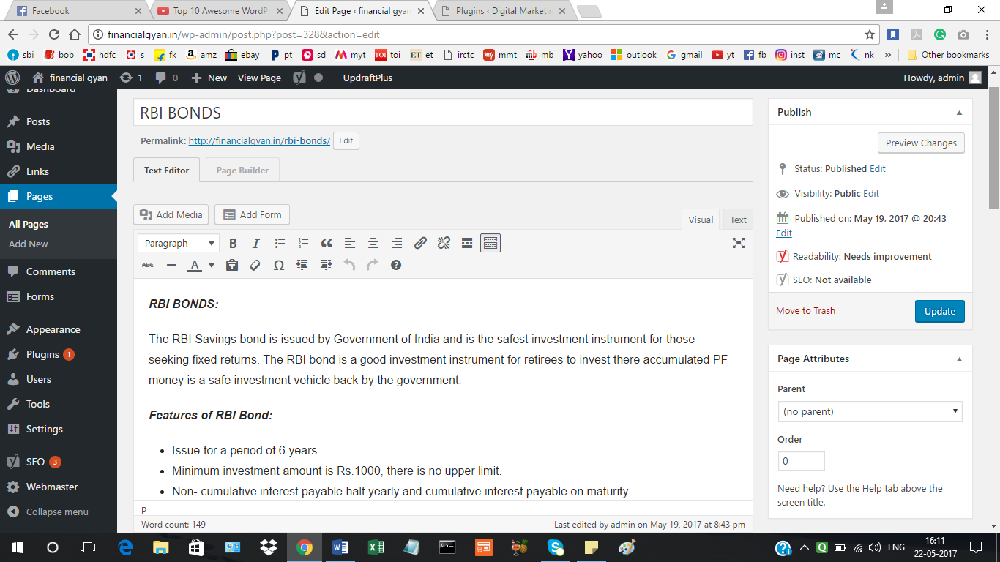 Facebook
Top 10 Awesome WordPr
Edit Page ‹ financial gyan
Plugins ‹ Digital Marketin
financialgyan.in/wp-admin/post.php?post=328&action=edit
sbi bob hdfc s fk amz ebay pt sd myt toi et irctc mmt mb yahoo outlook gmail yt fb inst mc nk » Other bookmarks
financial gyan 1 0 New View Page UpdraftPlus Howdy, admin
Dashboard
Posts
Media
Links
Pages
All Pages
Add New
Comments
Forms
Appearance
Plugins 1
Users
Tools
Settings
SEO 3
Webmaster
Collapse menu
RBI BONDS
Permalink: http://financialgyan.in/rbi-bonds/ Edit
Text Editor Page Builder
Add Media Add Form
Visual Text
Paragraph
RBI BONDS:
The RBI Savings bond is issued by Government of India and is the safest investment instrument for those
seeking fixed returns. The RBI bond is a good investment instrument for retirees to invest there accumulated PF
money is a safe investment vehicle back by the government.
Features of RBI Bond:
• Issue for a period of 6 years.
• Minimum investment amount is Rs.1000, there is no upper limit.
• Non- cumulative interest payable half yearly and cumulative interest payable on maturity.
p
Word count: 149 Last edited by admin on May 19, 2017 at 8:43 pm
Publish
Preview Changes
Status: Published Edit
Visibility: Public Edit
Published on: May 19, 2017 @ 20:43
Edit
Readability: Needs improvement
SEO: Not available
Move to Trash Update
Page Attributes
Parent
(no parent)
Order
0
Need help? Use the Help tab above the
screen title.
ENG
16:11
22-05-2017